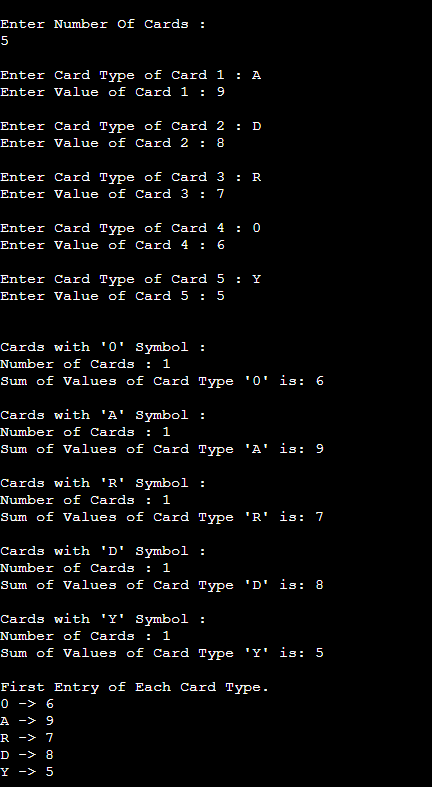 Enter Number Of Cards :
5
Enter Card Type of Card 1 : A
Enter Value of Card 1 : 9
Enter Card Type of Card 2 : D
Enter Value of Card 2 : 8
Enter Card Type of Card 3 : R
Enter Value of Card 3 : 7
Enter Card Type of Card 4 : 0
Enter Value of Card 4 : 6
Enter Card Type of Card 5 : Y
Enter Value of Card 5 : 5
Cards with '0' Symbol :
Number of Cards : 1
Sum of Values of Card Type '0' is: 6
Cards with 'A' Symbol :
Number of Cards : 1
Sum of Values of Card Type 'A' is: 9
Cards with 'R' Symbol :
Number of Cards : 1
Sum of Values of Card Type 'R' is: 7
Cards with 'D' Symbol :
Number of Cards : 1
Sum of Values of Card Type 'D' is: 8
Cards with 'Y' Symbol :
Number of Cards : 1
Sum of Values of Card Type 'Y' is: 5
First Entry of Each Card Type.
0 -> 6
A -> 9
R -> 7
D -> 8
Y -> 5